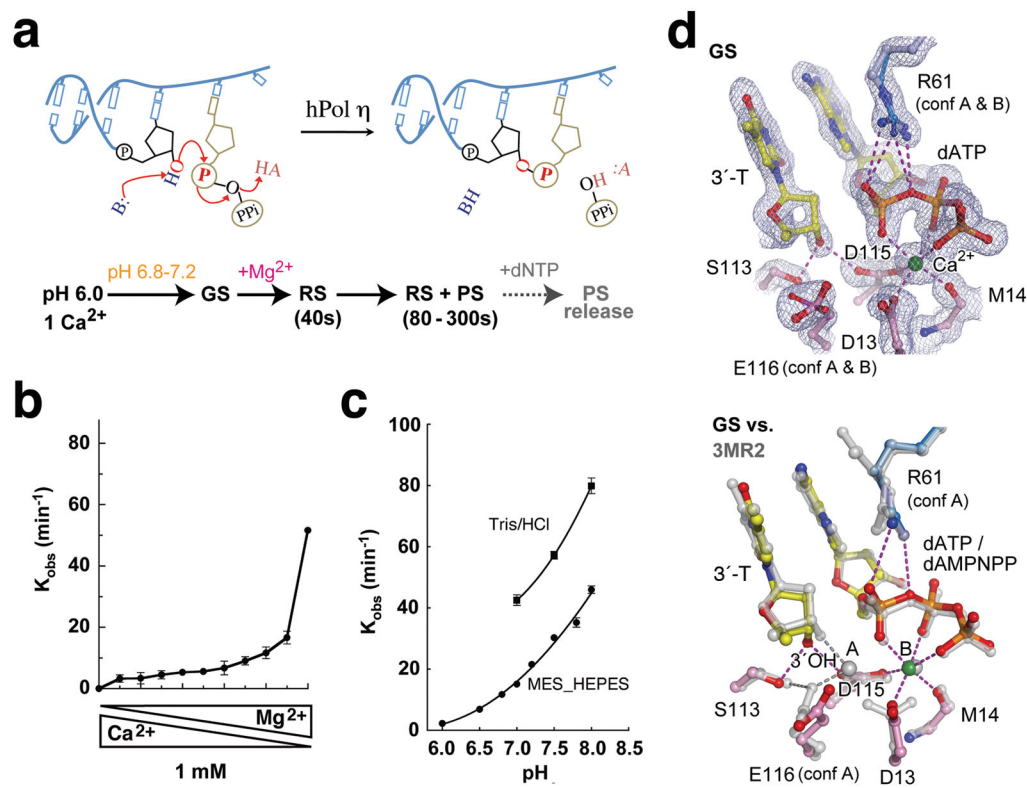 a
hPol η
P
H
P
O
PPi
HA
B:
P
P
OH :A
PPi
BH
pH 6.8-7.2
+Mg²⁺
+dNTP
pH 6.0
GS
RS
RS + PS
PS
1 Ca²⁺
(40s)
(80 - 300s)
release
b
K_obs (min⁻¹)
80
60
40
20
0
Mg²⁺
Ca²⁺
1 mM
c
K_obs (min⁻¹)
100
80
60
40
20
0
Tris/HCl
MES_HEPES
6.0 6.5 7.0 7.5 8.0 8.5
pH
d
GS
R61
(conf A & B)
dATP
3´-T
D115
Ca²⁺
S113
M14
D13
E116 (conf A & B)
GS vs.
3MR2
R61
(conf A)
dATP /
dAMPNPP
3´-T
A
B
3´OH
D115
S113
M14
E116 (conf A)
D13